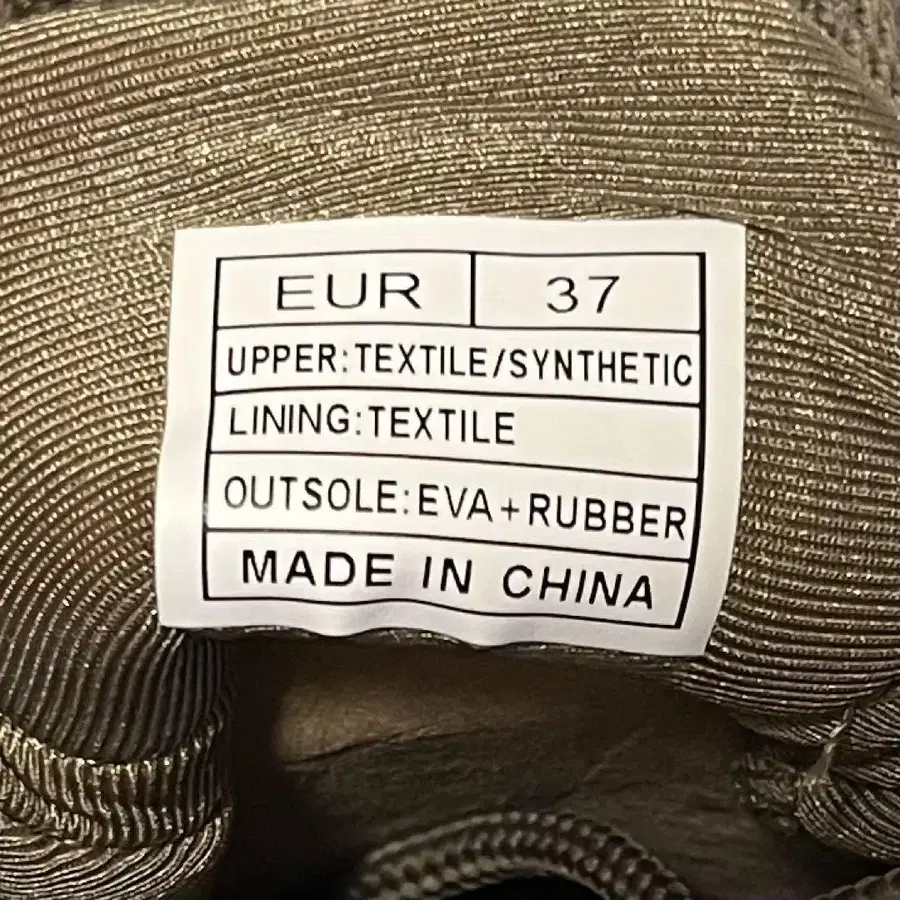 EUR 37
UPPER:TEXTILE/SYNTHETIC
LINING:TEXTILE
OUTSOLE:EVA+RUBBER
MADE IN CHINA